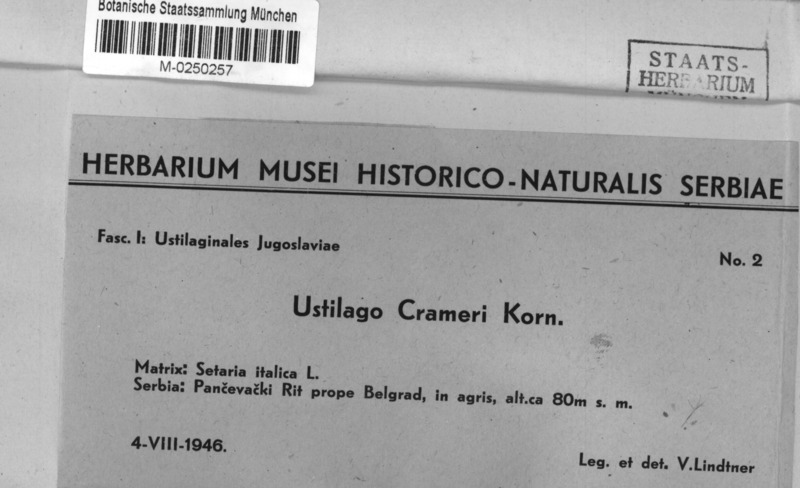 Botanische Staatssammlung München
M-0250257
STAATS-
HERBARIUM
MÜNCHEN
HERBARIUM MUSEI HISTORICO-NATURALIS SERBIAE
Fasc. I: Ustilaginales Jugoslaviae
No. 2
Ustilago Crameri Korn.
Matrix: Setaria italica L.
Serbia: Pančevački Rit prope Belgrad, in agris, alt.ca 80m s. m.
4-VIII-1946.
Leg. et det. V.Lindtner